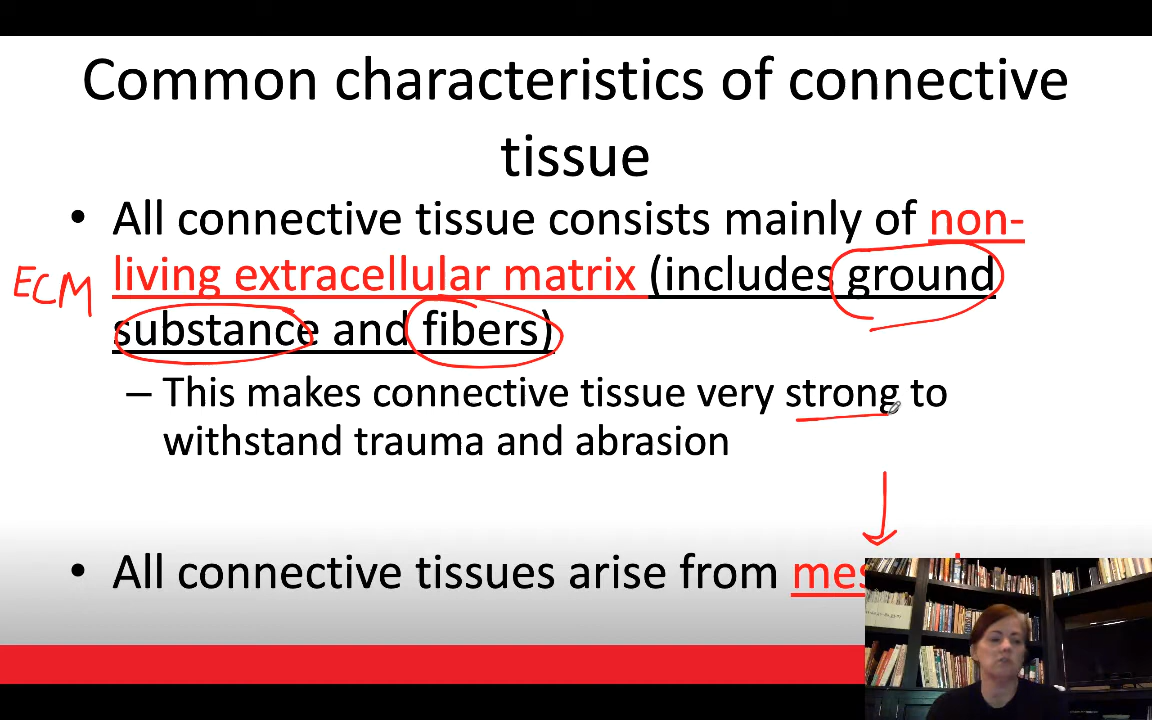 Common characteristics of connective
tissue
• All connective tissue consists mainly of non-
ECM living extracellular matrix (includes ground
substance and fibers)
– This makes connective tissue very strong to
withstand trauma and abrasion
• All connective tissues arise from